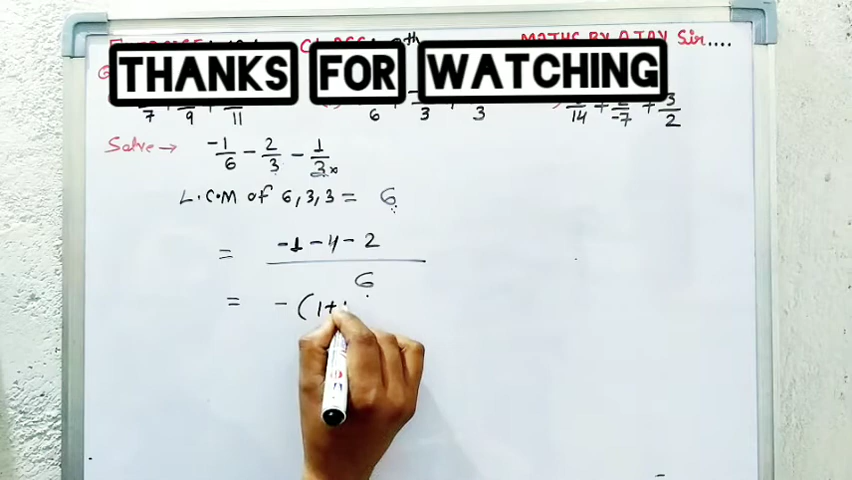 MATHS BY AJAY Sir....
THANKS FOR WATCHING
7 9 11 6 3 3 14 + -7 + 3/2
Solve → -1/6 - 2/3 - 1/3
L.C.M of 6, 3, 3 = 6
= -1 - 4 - 2 / 6
= - (1 +